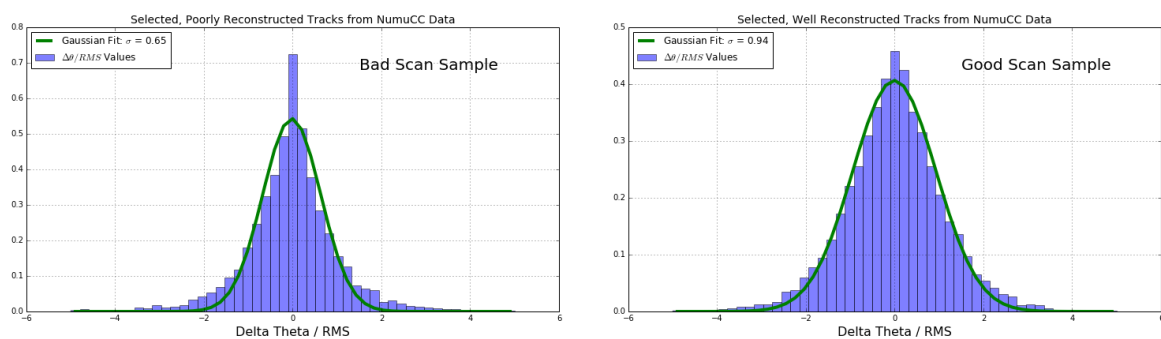 Selected, Poorly Reconstructed Tracks from NumuCC Data
Gaussian Fit: σ = 0.65
Δθ/RMS Values
Bad Scan Sample
0.8
0.7
0.6
0.5
0.4
0.3
0.2
0.1
0.0
−6
−4
−2
0
2
4
6
Delta Theta / RMS
Selected, Well Reconstructed Tracks from NumuCC Data
Gaussian Fit: σ = 0.94
Δθ/RMS Values
Good Scan Sample
0.5
0.4
0.3
0.2
0.1
0.0
−6
−4
−2
0
2
4
6
Delta Theta / RMS